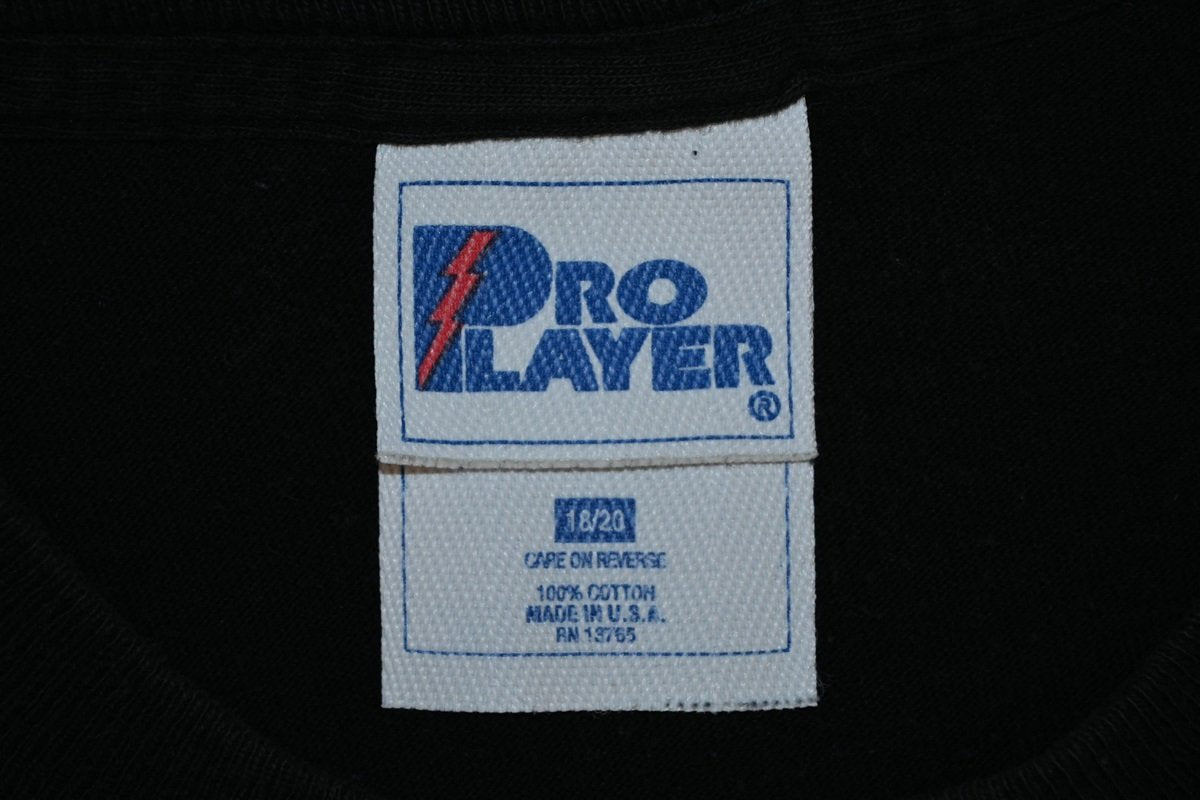 PRO
PLAYER
®
18/20
CARE ON REVERSE
100% COTTON
MADE IN U.S.A.
RN 13765